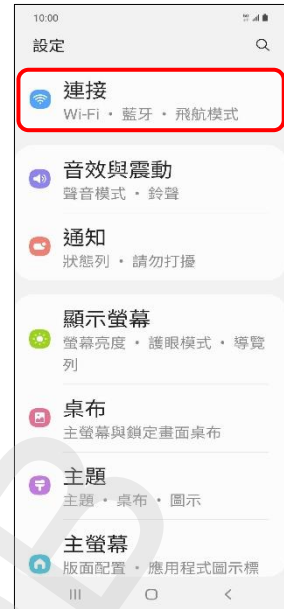 10:00
設定
連接
Wi-Fi • 藍牙 • 飛航模式
音效與震動
聲音模式 • 鈴聲
通知
狀態列 • 請勿打擾
顯示螢幕
螢幕亮度 • 護眼模式 • 導覽
列
桌布
主螢幕與鎖定畫面桌布
主題
主題 • 桌布 • 圖示
主螢幕
版面配置 • 應用程式圖示標